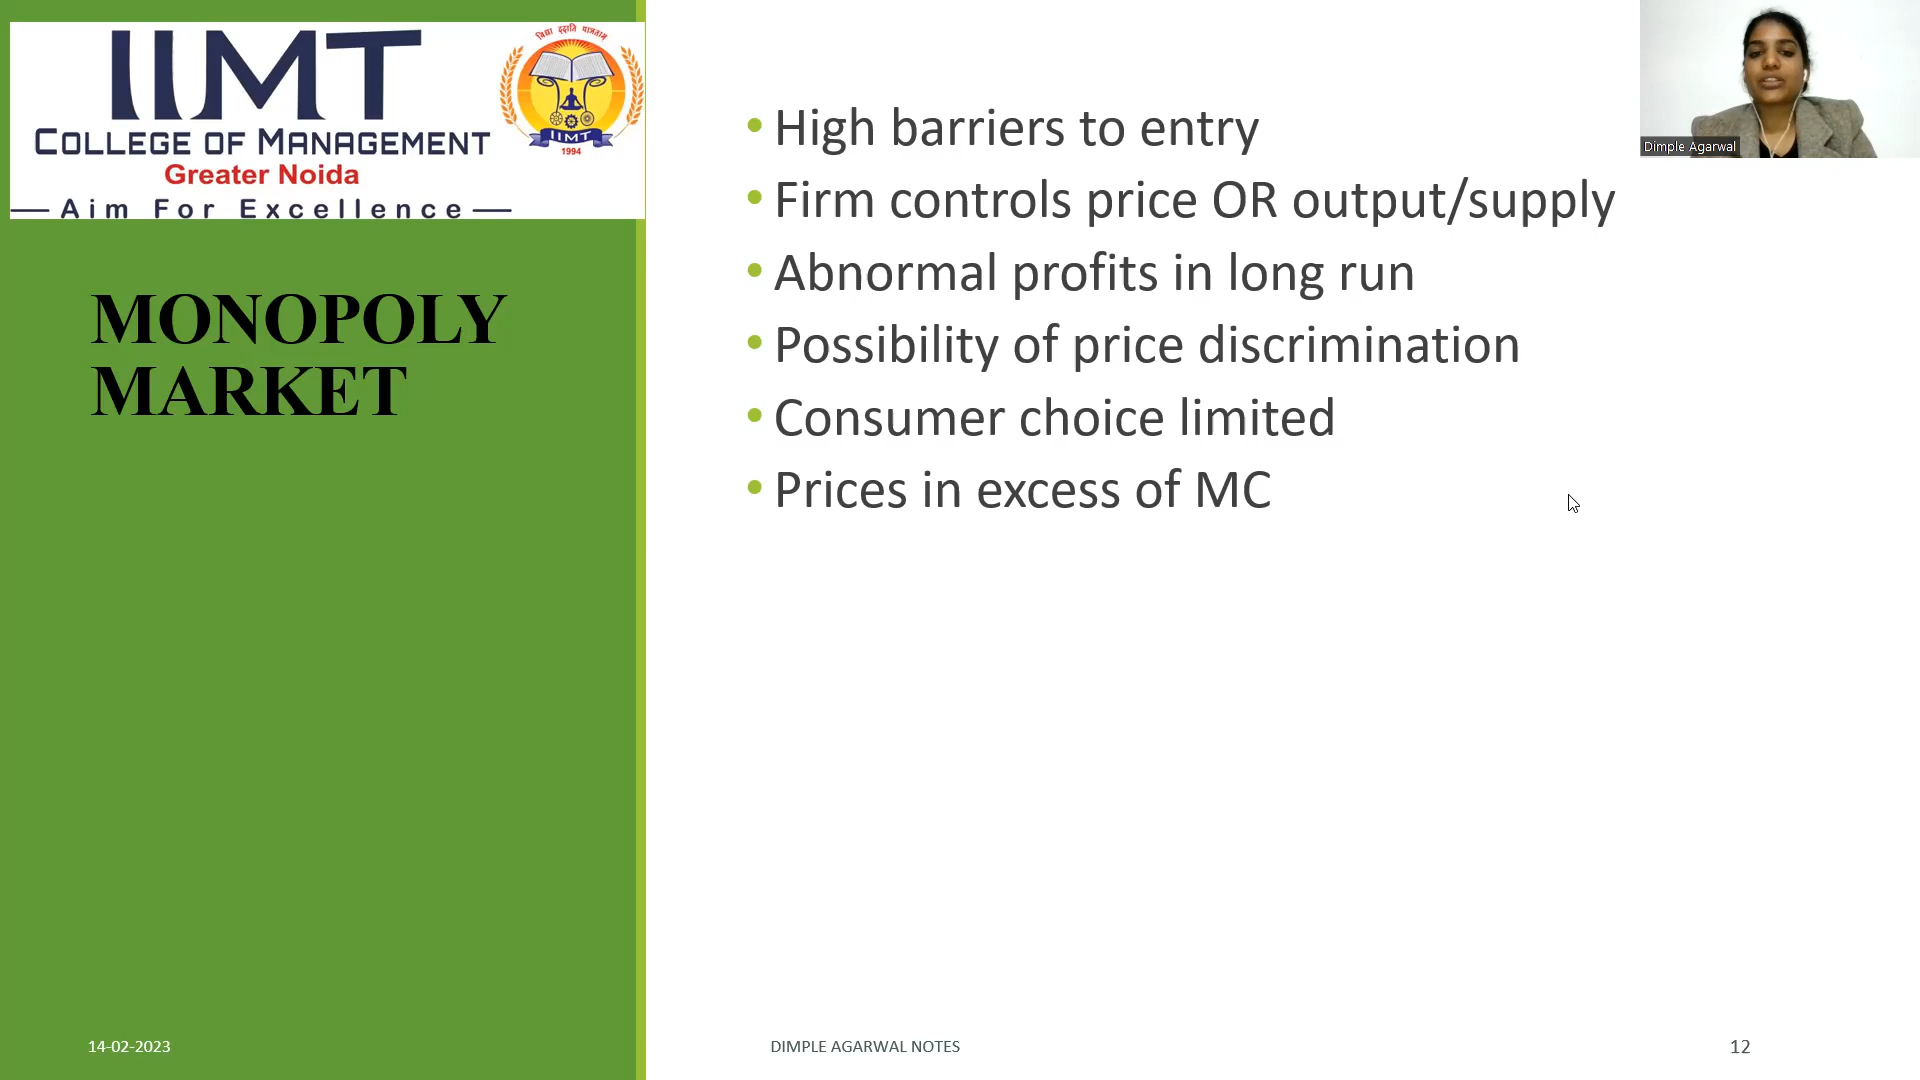 IIMT
COLLEGE OF MANAGEMENT
Greater Noida
Aim For Excellence
विद्या ददाति पात्रताम्
IIMT
1994
MONOPOLY
MARKET
• High barriers to entry
• Firm controls price OR output/supply
• Abnormal profits in long run
• Possibility of price discrimination
• Consumer choice limited
• Prices in excess of MC
Dimple Agarwal
14-02-2023
DIMPLE AGARWAL NOTES
12